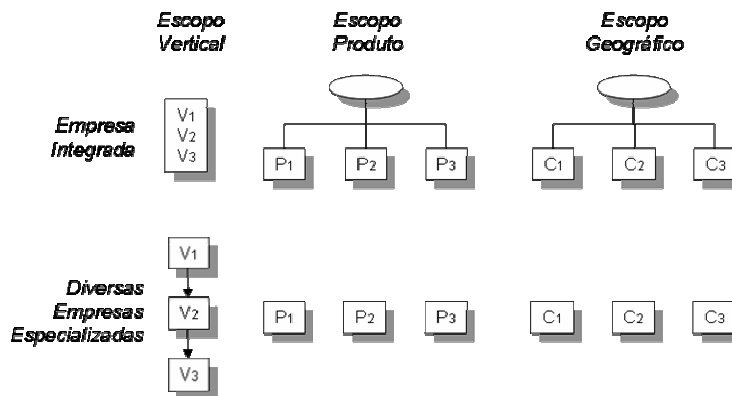 Escopo
Vertical
Escopo
Produto
Escopo
Geográfico
Empresa
Integrada
V1
V2
V3
P1
P2
P3
C1
C2
C3
Diversas
Empresas
Especializadas
V1
V2
V3
P1
P2
P3
C1
C2
C3